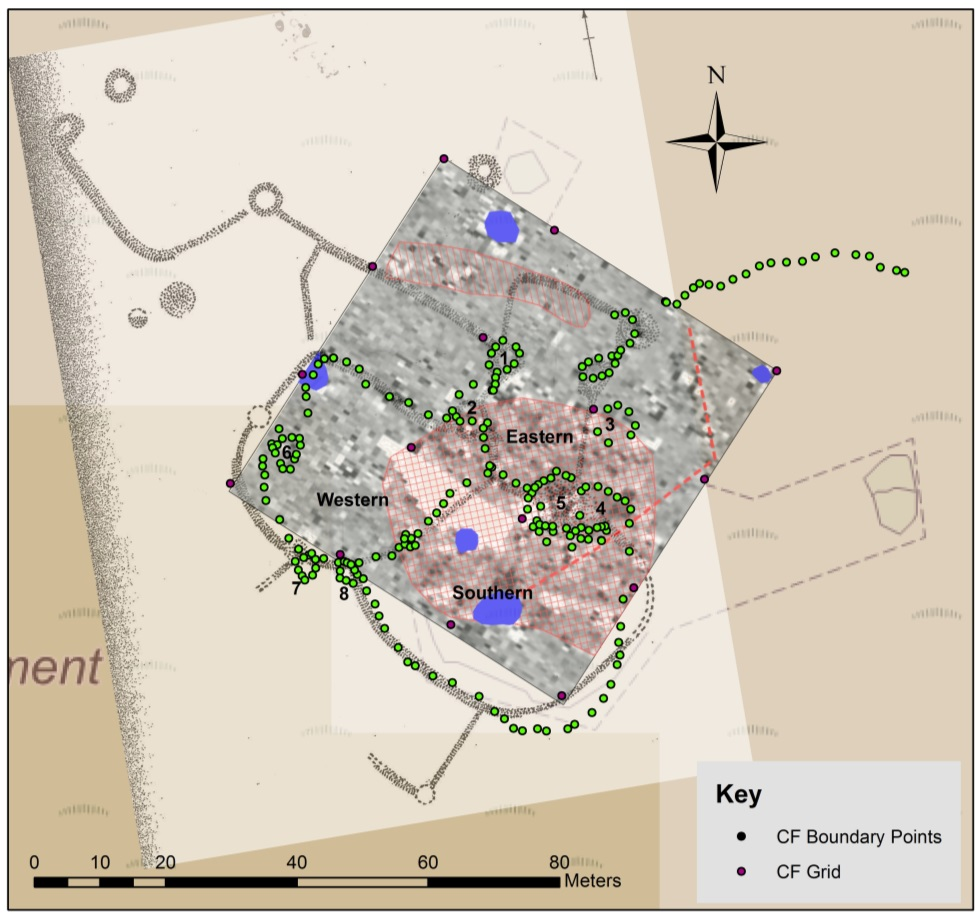 N
1
2
Eastern
3
6
Western
5
4
7
8
Southern
ment
Key
CF Boundary Points
CF Grid
0 10 20 40 60 80
Meters